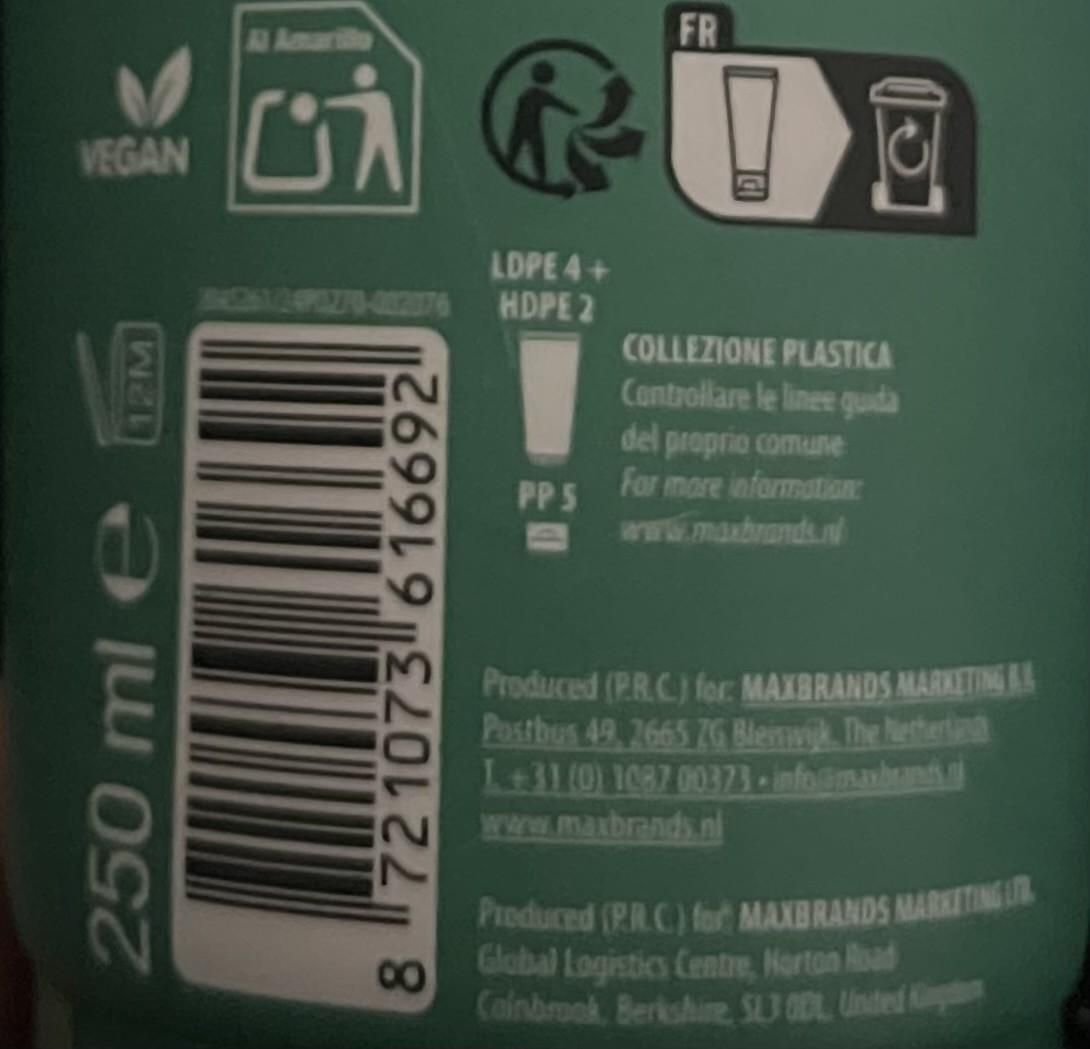 Al Amarillo
FR
VEGAN
LDPE 4 +
HDPE 2
COLLEZIONE PLASTICA
Controllare le linee guida
del proprio comune
For more information:
www.maxbrands.nl
PP 5
12M
250 ml e
8 721073 616692
Produced (P.R.C.) for: MAXBRANDS MARKETING B.V.
Postbus 49, 2665 ZG Bleiswijk, The Netherlands
T. +31 (0) 1087 00373 • info@maxbrands.nl
www.maxbrands.nl
Produced (P.R.C.) for: MAXBRANDS MARKETING LTD.
Global Logistics Centre, Horton Road
Colnbrook, Berkshire, SL3 0DL, United Kingdom